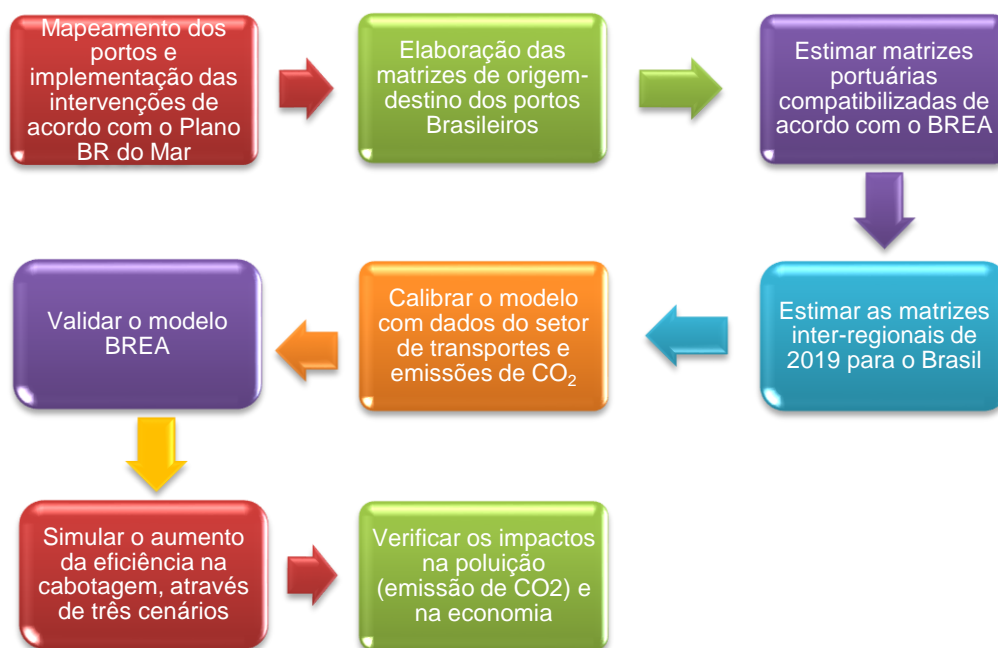 Mapeamento dos
portos e
implementação das
intervenções de
acordo com o Plano
BR do Mar
Elaboração das
matrizes de origem-
destino dos portos
Brasileiros
Estimar matrizes
portuárias
compatibilizadas de
acordo com o BREA
Estimar as matrizes
inter-regionais de
2019 para o Brasil
Calibrar o modelo
com dados do setor
de transportes e
emissões de CO₂
Validar o modelo
BREA
Simular o aumento
da eficiência na
cabotagem, através
de três cenários
Verificar os impactos
na poluição
(emissão de CO2) e
na economia